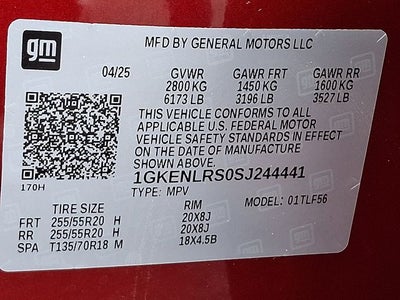 gm
MFD BY GENERAL MOTORS LLC
04/25 GVWR GAWR FRT GAWR RR
2800 KG 1450 KG 1600 KG
6173 LB 3196 LB 3527 LB
THIS VEHICLE CONFORMS TO ALL
APPLICABLE U.S. FEDERAL MOTOR
VEHICLE SAFETY STANDARDS IN EFFECT
ON THE DATE OF MANUFACTURE
SHOWN ABOVE.
170H
1GKENLRS0SJ244441
TYPE: MPV MODEL: 01TLF56
TIRE SIZE RIM
FRT 255/55R20 H 20X8J
RR 255/55R20 H 20X8J
SPA T135/70R18 M 18X4.5B